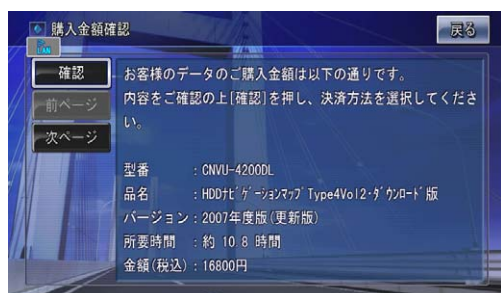 購入金額確認
戻る
LAN
確認
前ページ
次ページ
お客様のデータのご購入金額は以下の通りです。
内容をご確認の上[確認]を押し、決済方法を選択してくださ
い。
型番 : CNVU-4200DL
品名 : HDDﾅﾋﾞｹﾞｰｼｮﾝﾏｯﾌﾟ Type4Vol2・ﾀﾞｳﾝﾛｰﾄﾞ版
バージョン : 2007年度版(更新版)
所要時間 : 約 10.8 時間
金額(税込) : 16800円